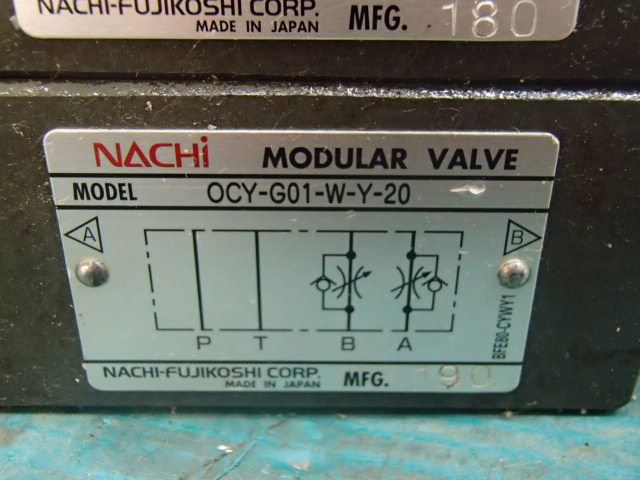 NACHI-FUJIKOSHI CORP.
MADE IN JAPAN MFG. 180
NACHi MODULAR VALVE
MODEL OCY-G01-W-Y-20
A B
P T B A
BFE80-CYWY1
NACHI-FUJIKOSHI CORP.
MADE IN JAPAN MFG. 190